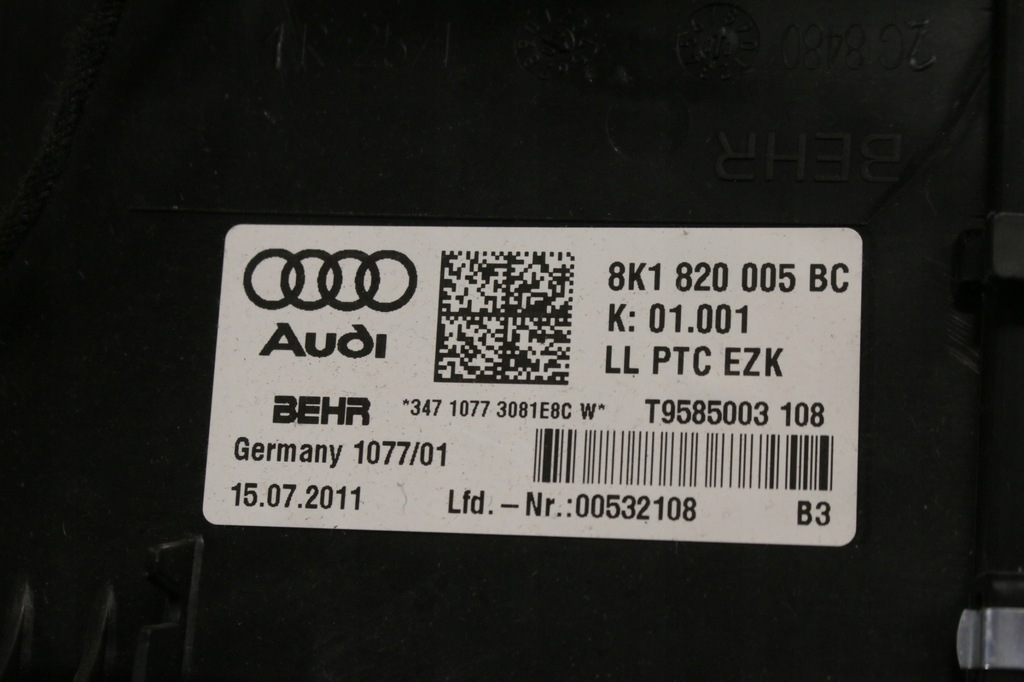 BEHR
Audi
8K1 820 005 BC
K: 01.001
LL PTC EZK
BEHR *347 1077 3081E8C W* T9585003 108
Germany 1077/01
15.07.2011 Lfd. – Nr.:00532108 B3